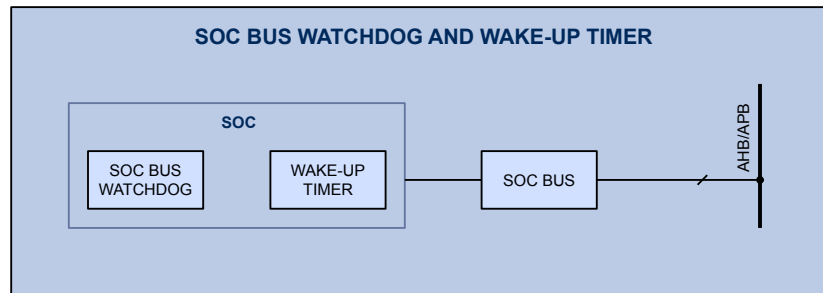 SOC BUS WATCHDOG AND WAKE-UP TIMER
SOC
SOC BUS
WATCHDOG
WAKE-UP
TIMER
SOC BUS
AHB/APB